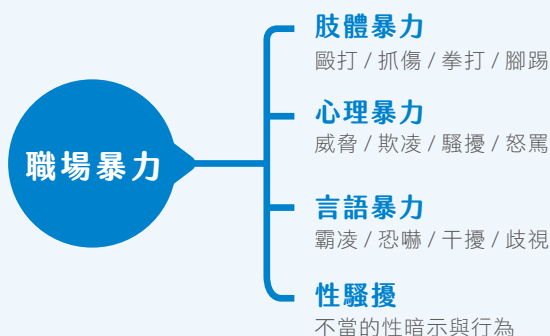 職場暴力
肢體暴力
毆打 / 抓傷 / 拳打 / 腳踢
心理暴力
威脅 / 欺凌 / 騷擾 / 怒罵
言語暴力
霸凌 / 恐嚇 / 干擾 / 歧視
性騷擾
不當的性暗示與行為